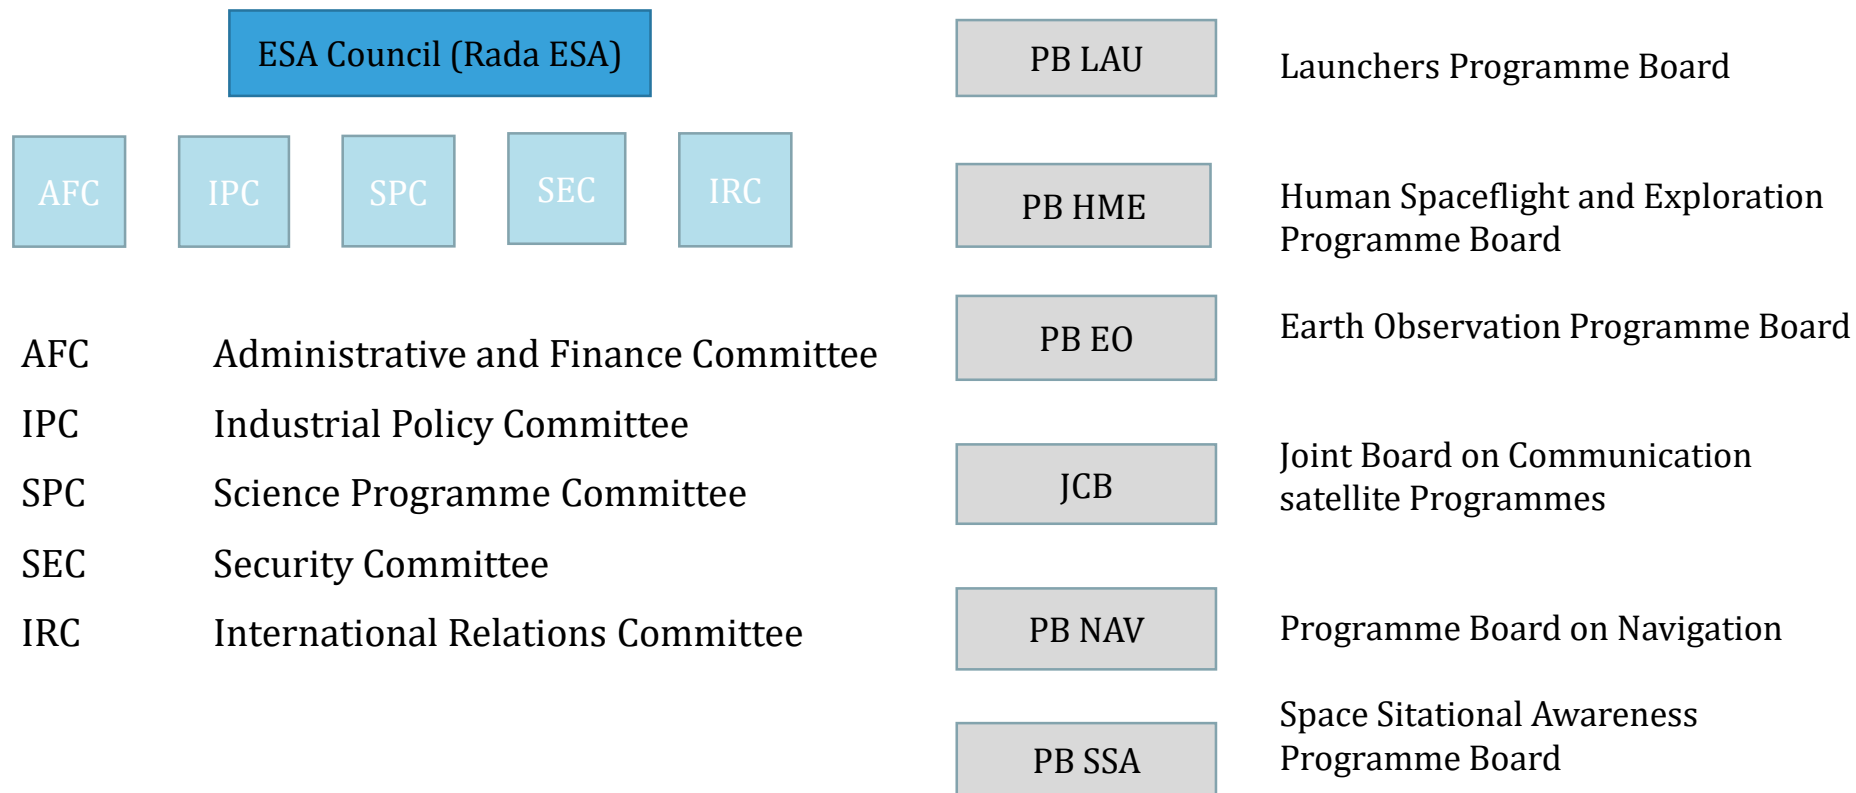 ESA Council (Rada ESA)
AFC
IPC
SPC
SEC
IRC
AFC Administrative and Finance Committee
IPC Industrial Policy Committee
SPC Science Programme Committee
SEC Security Committee
IRC International Relations Committee
PB LAU
Launchers Programme Board
PB HME
Human Spaceflight and Exploration
Programme Board
PB EO
Earth Observation Programme Board
JCB
Joint Board on Communication
satellite Programmes
PB NAV
Programme Board on Navigation
PB SSA
Space Sitational Awareness
Programme Board